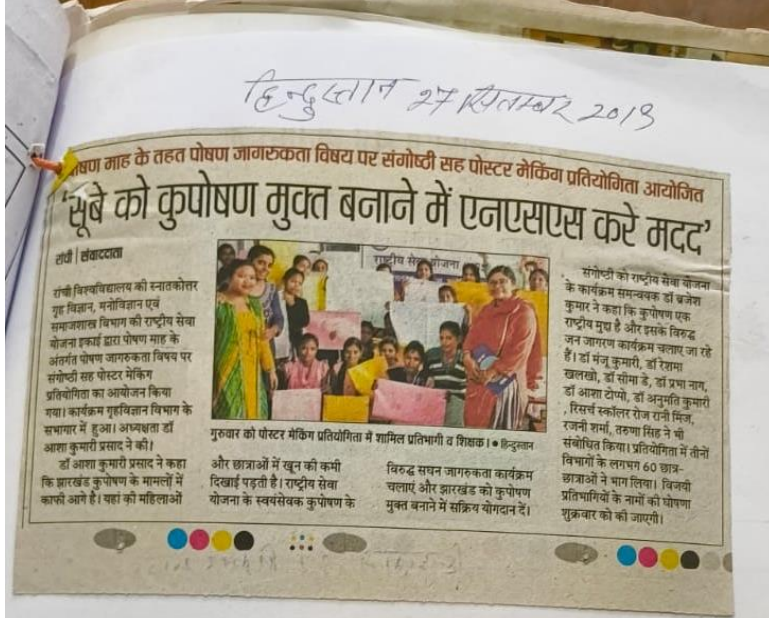 हिन्दुस्तान 27 सितम्बर 2019
पोषण माह के तहत पोषण जागरुकता विषय पर संगोष्ठी सह पोस्टर मेकिंग प्रतियोगिता आयोजित
'सूबे को कुपोषण मुक्त बनाने में एनएसएस करे मदद'
रांची | संवाददाता
रांची विश्वविद्यालय की स्नातकोत्तर
गृह विज्ञान, मनोविज्ञान एवं
समाजशास्त्र विभाग की राष्ट्रीय सेवा
योजना इकाई द्वारा पोषण माह के
अंतर्गत पोषण जागरुकता विषय पर
संगोष्ठी सह पोस्टर मेकिंग
प्रतियोगिता का आयोजन किया
गया। कार्यक्रम गृहविज्ञान विभाग के
सभागार में हुआ। अध्यक्षता डॉ
आशा कुमारी प्रसाद ने की।
डॉ आशा कुमारी प्रसाद ने कहा
कि झारखंड कुपोषण के मामलों में
काफी आगे है। यहां की महिलाओं
राष्ट्रीय सेवा योजना
गुरुवार को पोस्टर मेकिंग प्रतियोगिता में शामिल प्रतिभागी व शिक्षक। ● हिन्दुस्तान
और छात्राओं में खून की कमी
दिखाई पड़ती है। राष्ट्रीय सेवा
योजना के स्वयंसेवक कुपोषण के
विरुद्ध सघन जागरुकता कार्यक्रम
चलाएं और झारखंड को कुपोषण
मुक्त बनाने में सक्रिय योगदान दें।
संगोष्ठी को राष्ट्रीय सेवा योजना
के कार्यक्रम समन्वयक डॉ ब्रजेश
कुमार ने कहा कि कुपोषण एक
राष्ट्रीय मुद्दा है और इसके विरुद्ध
जन जागरण कार्यक्रम चलाए जा रहे
हैं। डॉ मंजू कुमारी, डॉ रेशमा
खलखो, डॉ सीमा डे, डॉ प्रभा नाग,
डॉ आशा टोप्पो, डॉ अनुमति कुमारी
, रिसर्च स्कॉलर रोज रानी मिंज,
रजनी शर्मा, तरुणा सिंह ने भी
संबोधित किया। प्रतियोगिता में तीनों
विभागों के लगभग 60 छात्र-
छात्राओं ने भाग लिया। विजयी
प्रतिभागियों के नामों की घोषणा
शुक्रवार को की जाएगी।